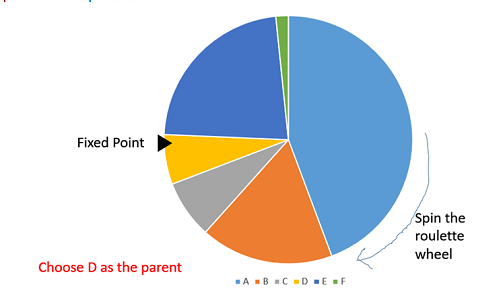 Fixed Point
Spin the
roulette
wheel
Choose D as the parent
A B C D E F